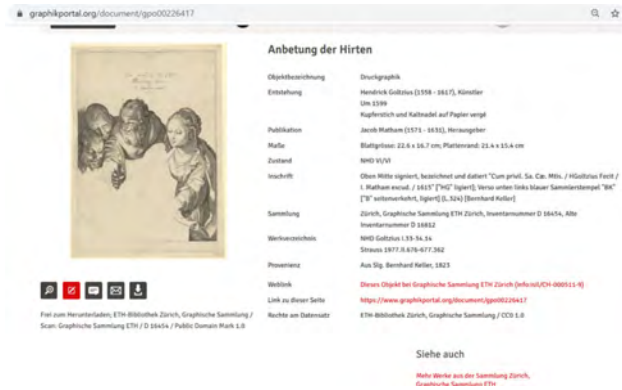 graphikportal.org/document/gpo00226417
Anbetung der Hirten
Objektbezeichnung Druckgraphik
Entstehung Hendrick Goltzius (1558 - 1617), Künstler
Um 1599
Kupferstich und Kaltnadel auf Papier vergé
Publikation Jacob Matham (1571 - 1631), Herausgeber
Maße Blattgrösse: 22.6 x 16.7 cm; Plattenrand: 21.4 x 15.4 cm
Zustand NHD VI/VI
Inschrift Oben Mitte signiert, bezeichnet und datiert "Cum privil. Sa. Cæ. Mtis. / HGoltzius Fecit /
I. Matham excud. / 1615" ["HG" ligiert]; Verso unten links blauer Sammlerstempel "BK"
["B" seitenverkehrt, ligiert] (L.324) [Bernhard Keller]
Sammlung Zürich, Graphische Sammlung ETH Zürich, Inventarnummer D 16454, Alte
Inventarnummer D 16812
Werkverzeichnis NHD Goltzius I.33-34.14
Strauss 1977.II.676-677.362
Provenienz Aus Slg. Bernhard Keller, 1823
Weblink Dieses Objekt bei Graphische Sammlung ETH Zürich (Info:isil/CH-000511-9)
Link zu dieser Seite https://www.graphikportal.org/document/gpo00226417
Rechte am Datensatz ETH-Bibliothek Zürich, Graphische Sammlung / CC0 1.0
Frei zum Herunterladen; ETH-Bibliothek Zürich, Graphische Sammlung /
Scan: Graphische Sammlung ETH / D 16454 / Public Domain Mark 1.0
Siehe auch
Mehr Werke aus der Sammlung Zürich,
Graphische Sammlung ETH